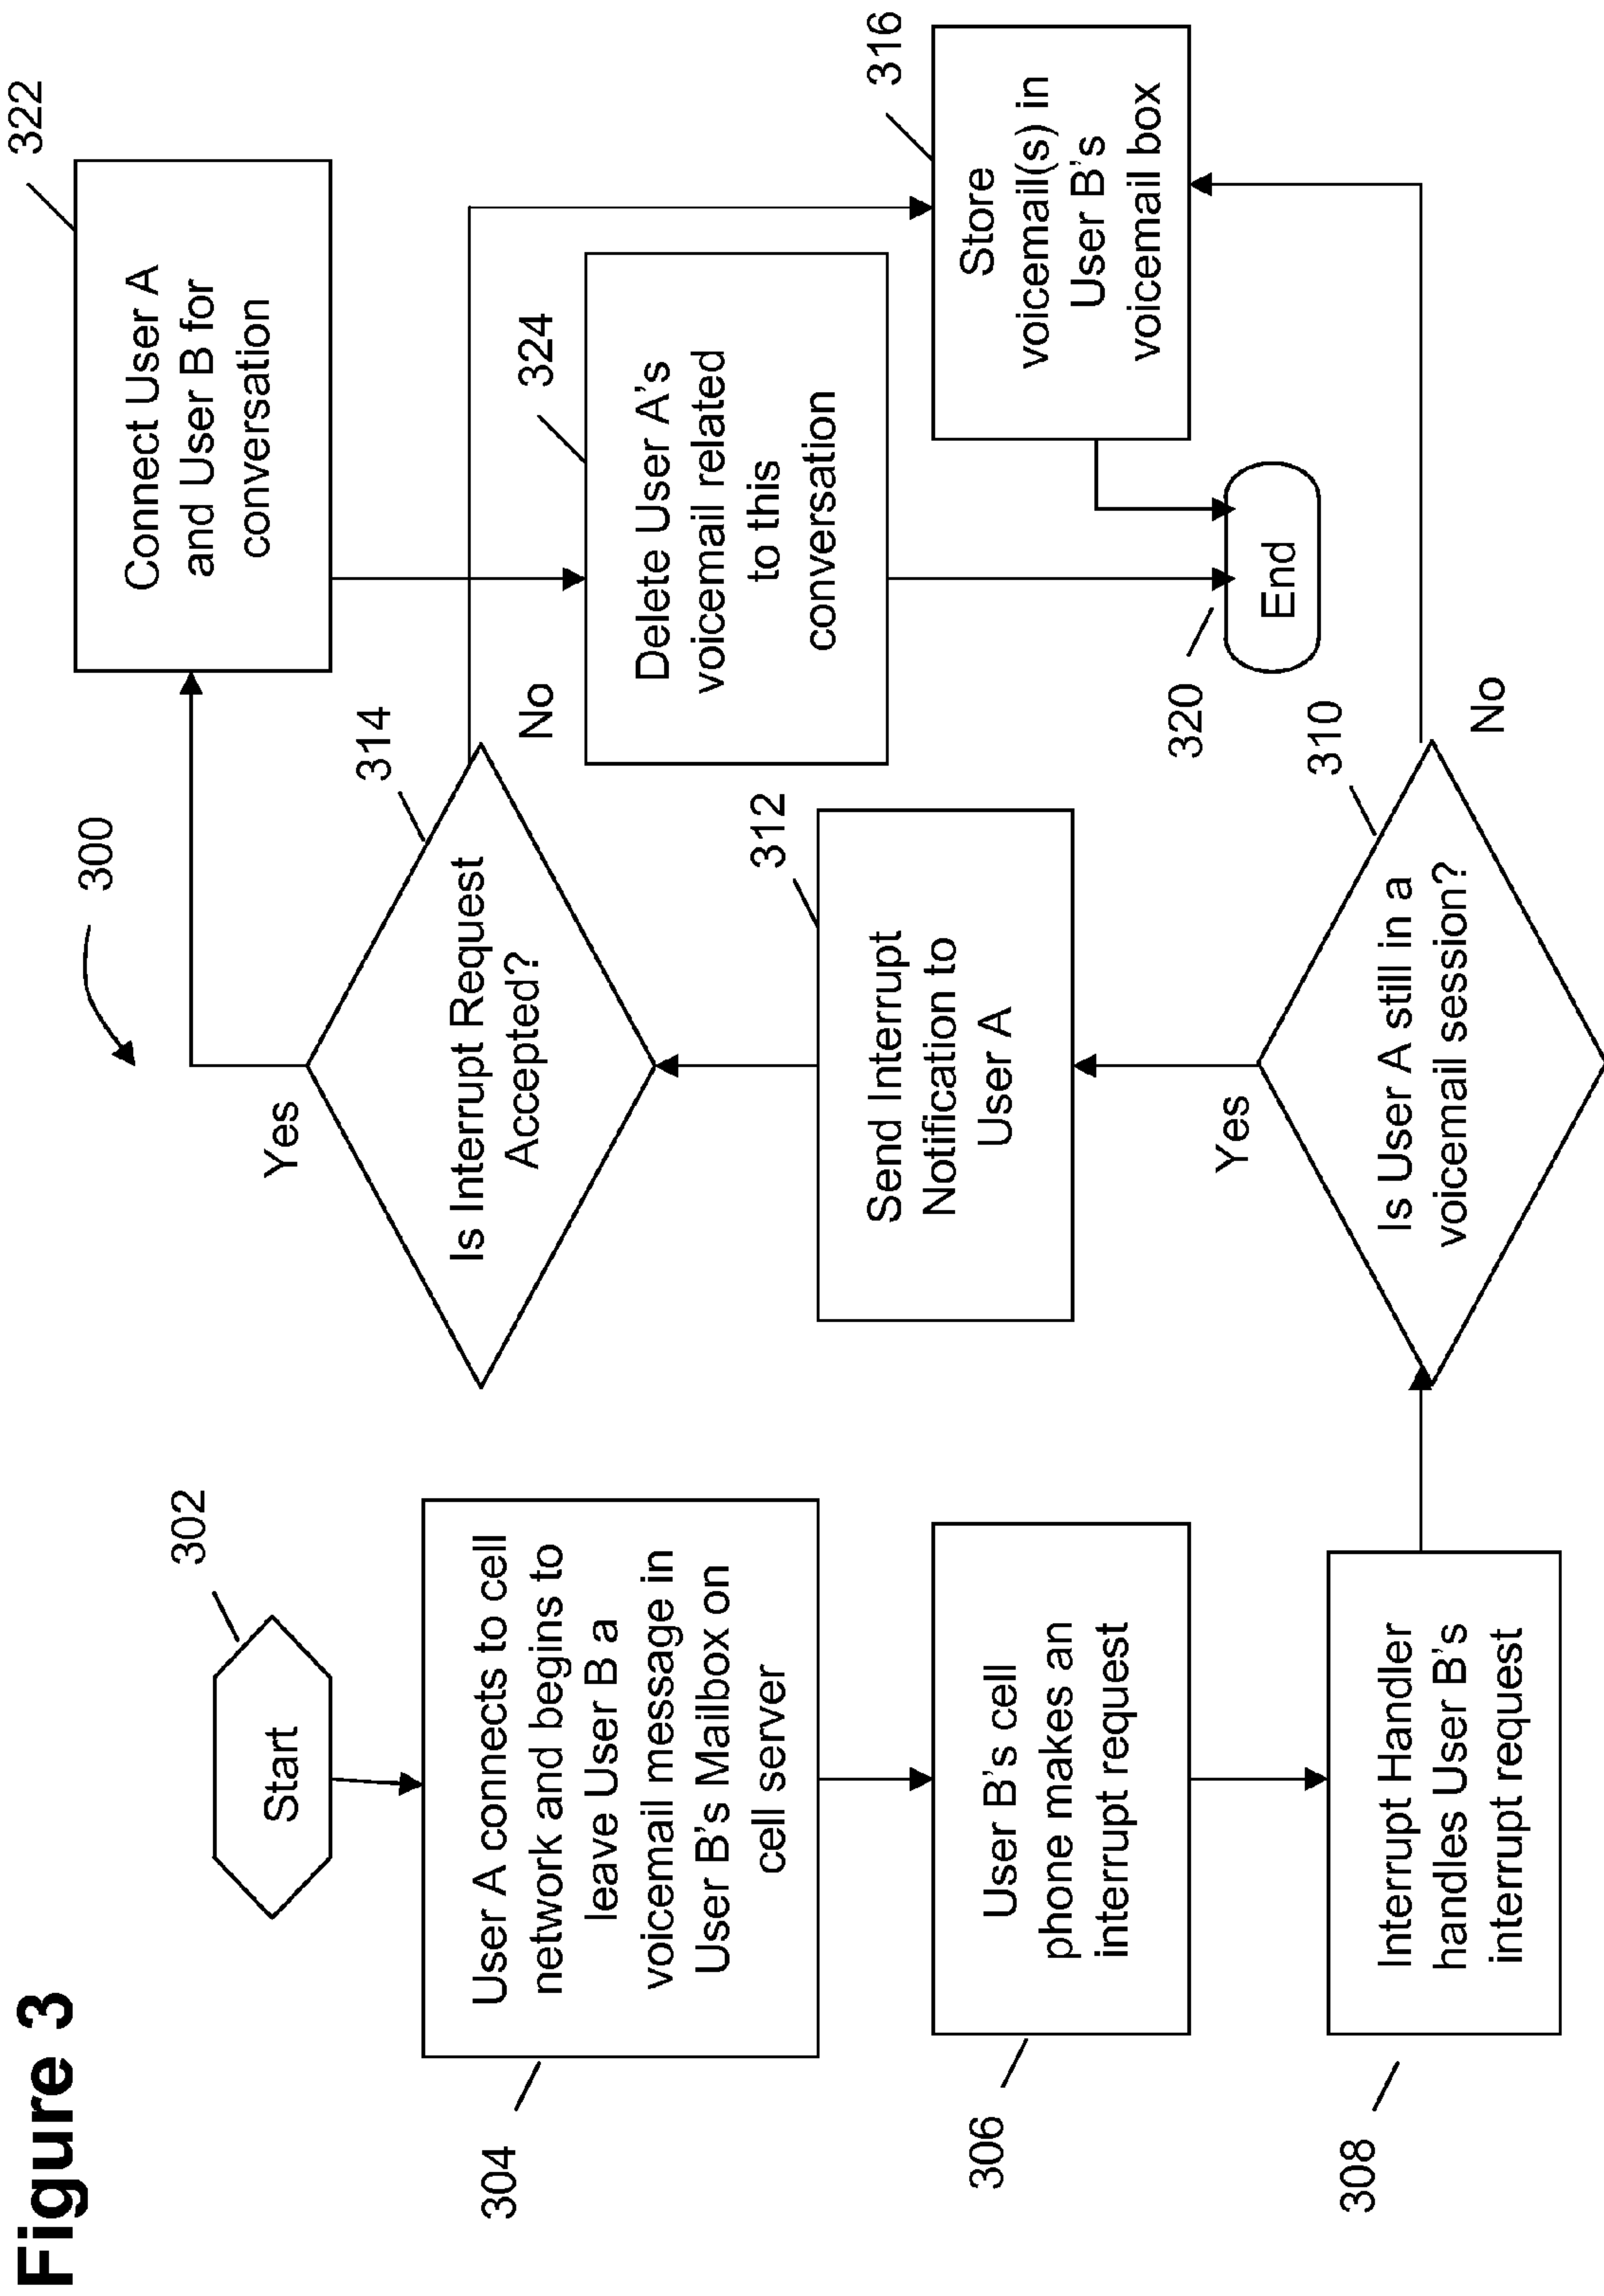 Figure 3
300
302
Start
304
User A connects to cell
network and begins to
leave User B a
voicemail message in
User B's Mailbox on
cell server
306
User B's cell
phone makes an
interrupt request
308
Interrupt Handler
handles User B's
interrupt request
310
Is User A still in a
voicemail session?
Yes
No
312
Send Interrupt
Notification to
User A
314
Is Interrupt Request
Accepted?
Yes
No
322
Connect User A
and User B for
conversation
324
Delete User A's
voicemail related
to this
conversation
316
Store
voicemail(s) in
User B's
voicemail box
320
End